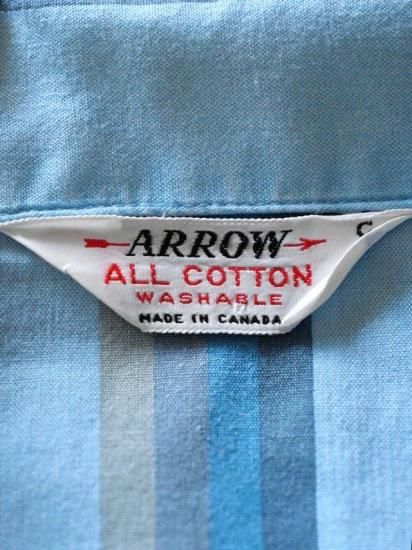 ARROW
ALL COTTON
WASHABLE
MADE IN CANADA
C